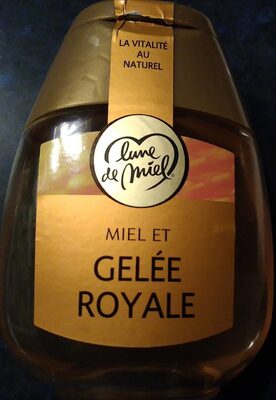 LA VITALITÉ
AU
NATUREL
lune
de miel®
MIEL ET
GELÉE
ROYALE